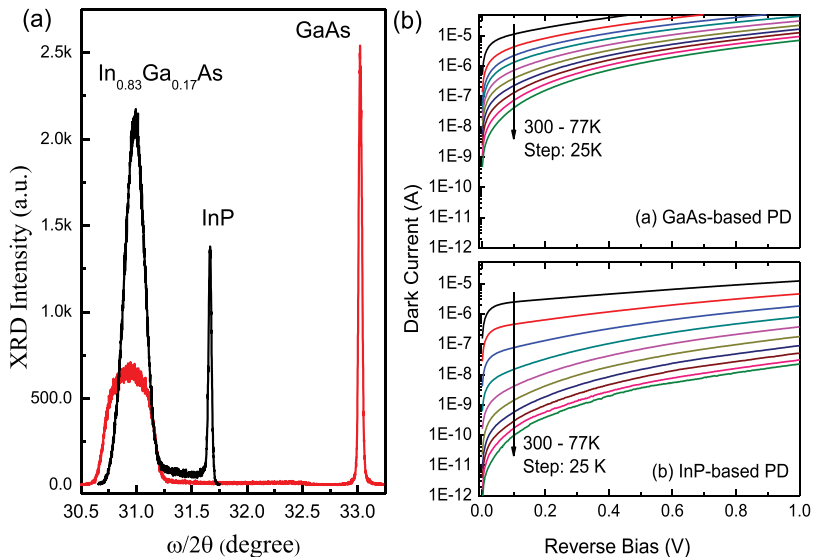 (a)
GaAs
In0.83Ga0.17As
InP
XRD Intensity (a.u.)
2.5k
2.0k
1.5k
1.0k
500.0
0.0
30.5 31.0 31.5 32.0 32.5 33.0
ω/2θ (degree)
(b)
Dark Current (A)
1E-5
1E-6
1E-7
1E-8
1E-9
1E-10
1E-11
1E-12
300 - 77K
Step: 25K
(a) GaAs-based PD
1E-5
1E-6
1E-7
1E-8
1E-9
1E-10
1E-11
1E-12
300 - 77K
Step: 25 K
(b) InP-based PD
0.0 0.2 0.4 0.6 0.8 1.0
Reverse Bias (V)